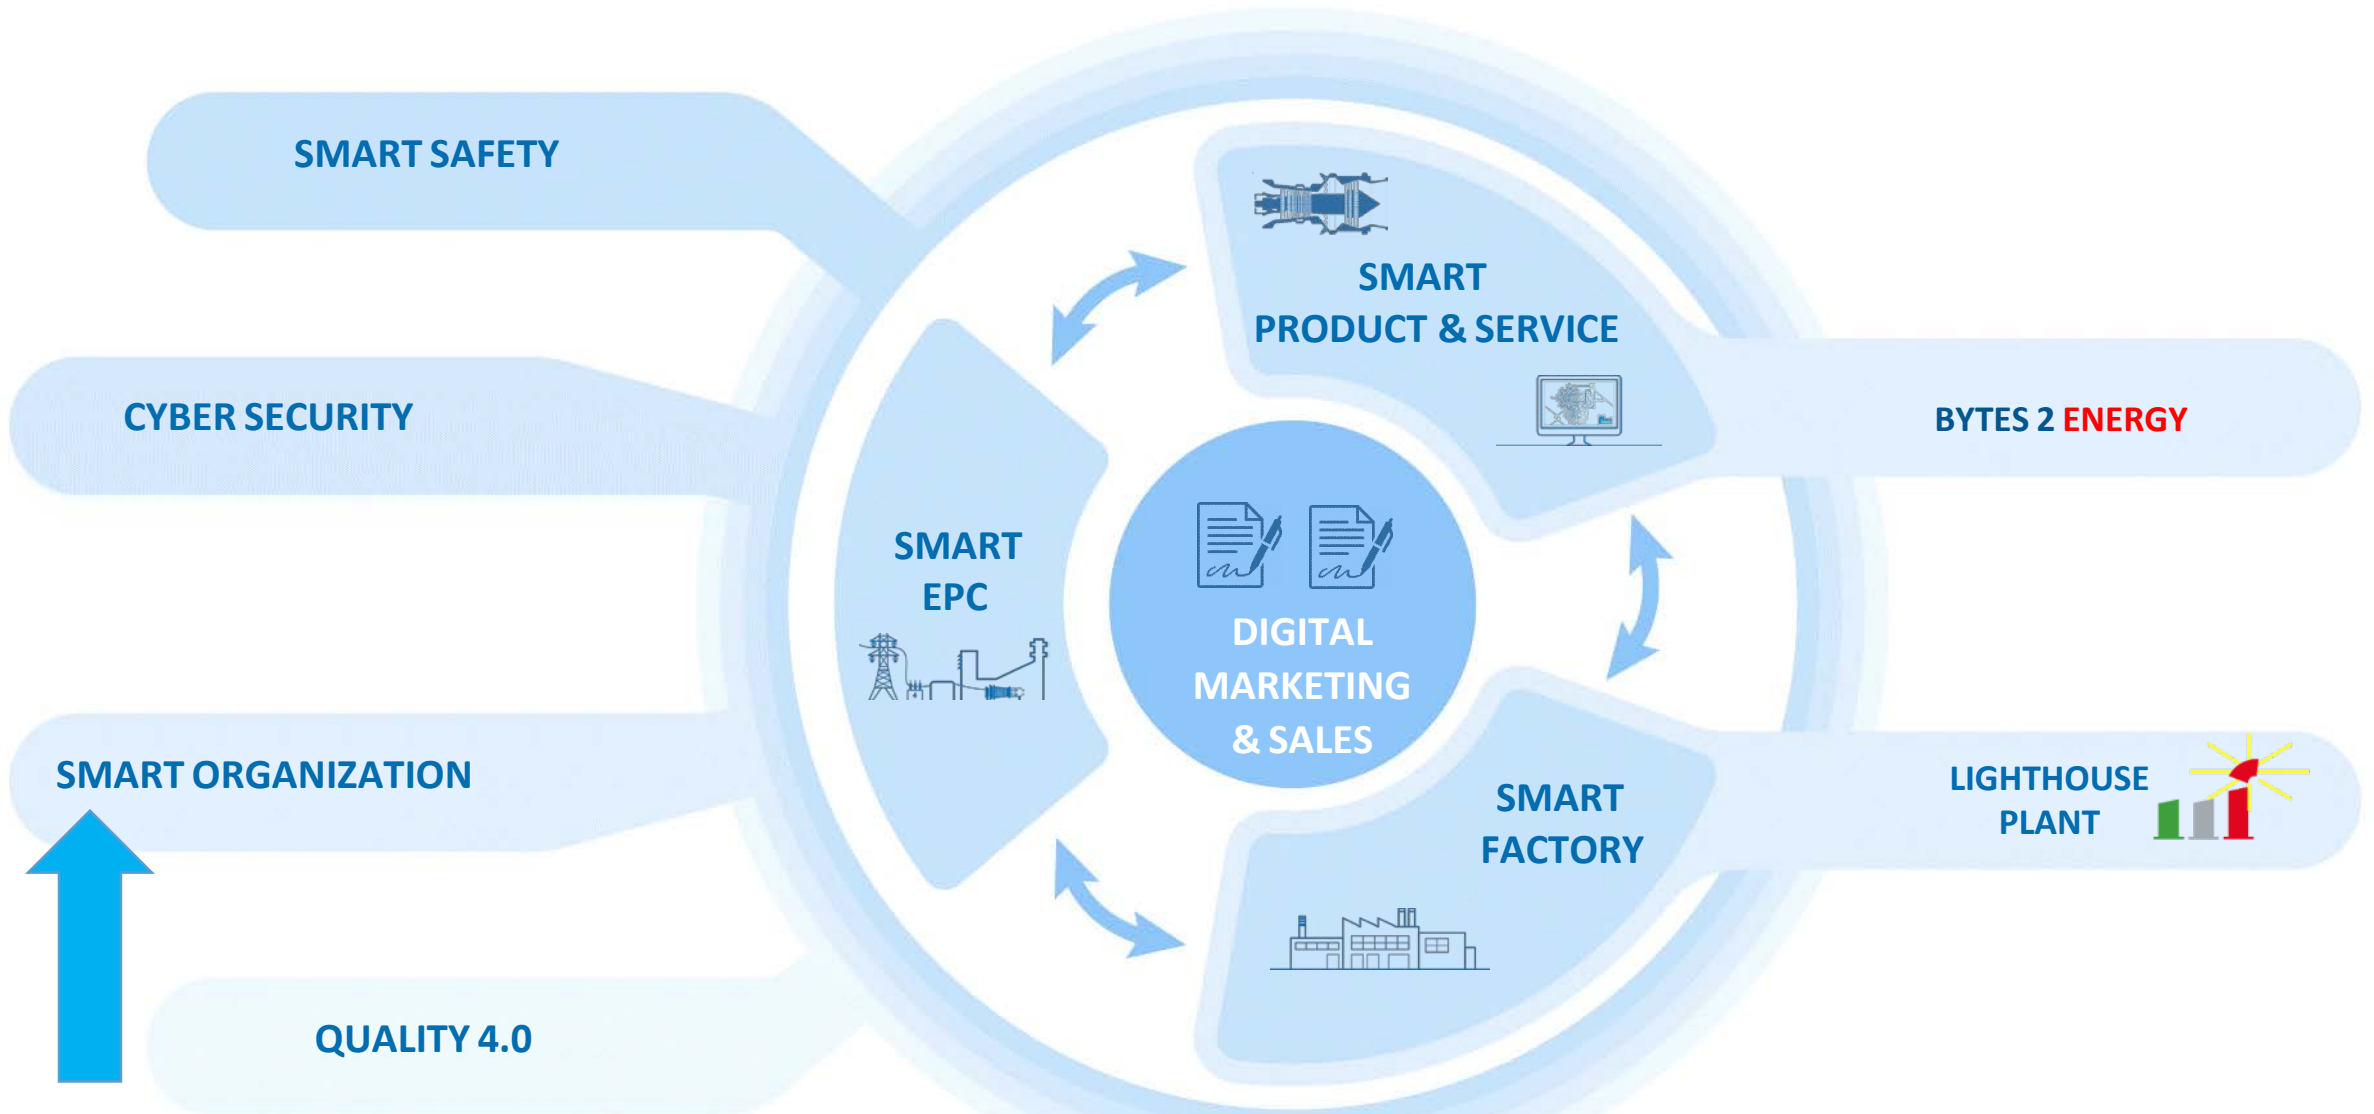 SMART SAFETY
CYBER SECURITY
SMART ORGANIZATION
QUALITY 4.0
SMART
EPC
SMART
PRODUCT & SERVICE
DIGITAL
MARKETING
& SALES
SMART
FACTORY
BYTES 2 ENERGY
LIGHTHOUSE
PLANT